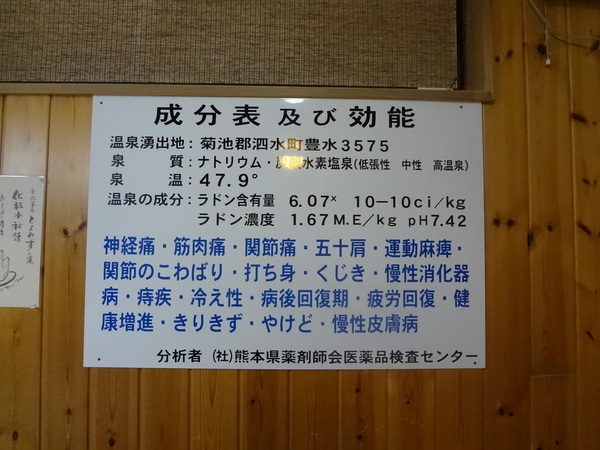 成分表及び効能
温泉湧出地：菊池郡泗水町豊水3575
泉　　質：ナトリウム・炭酸水素塩泉(低張性　中性　高温泉)
泉　　温：47.9°
温泉の成分：ラドン含有量　6.07ˣ　10－10ci/kg
ラドン濃度　1.67M.E/kg pH7.42
神経痛・筋肉痛・関節痛・五十肩・運動麻痺・
関節のこわばり・打ち身・くじき・慢性消化器
病・痔疾・冷え性・病後回復期・疲労回復・健
康増進・きりきず・やけど・慢性皮膚病
分析者　(社)熊本県薬剤師会医薬品検査センター